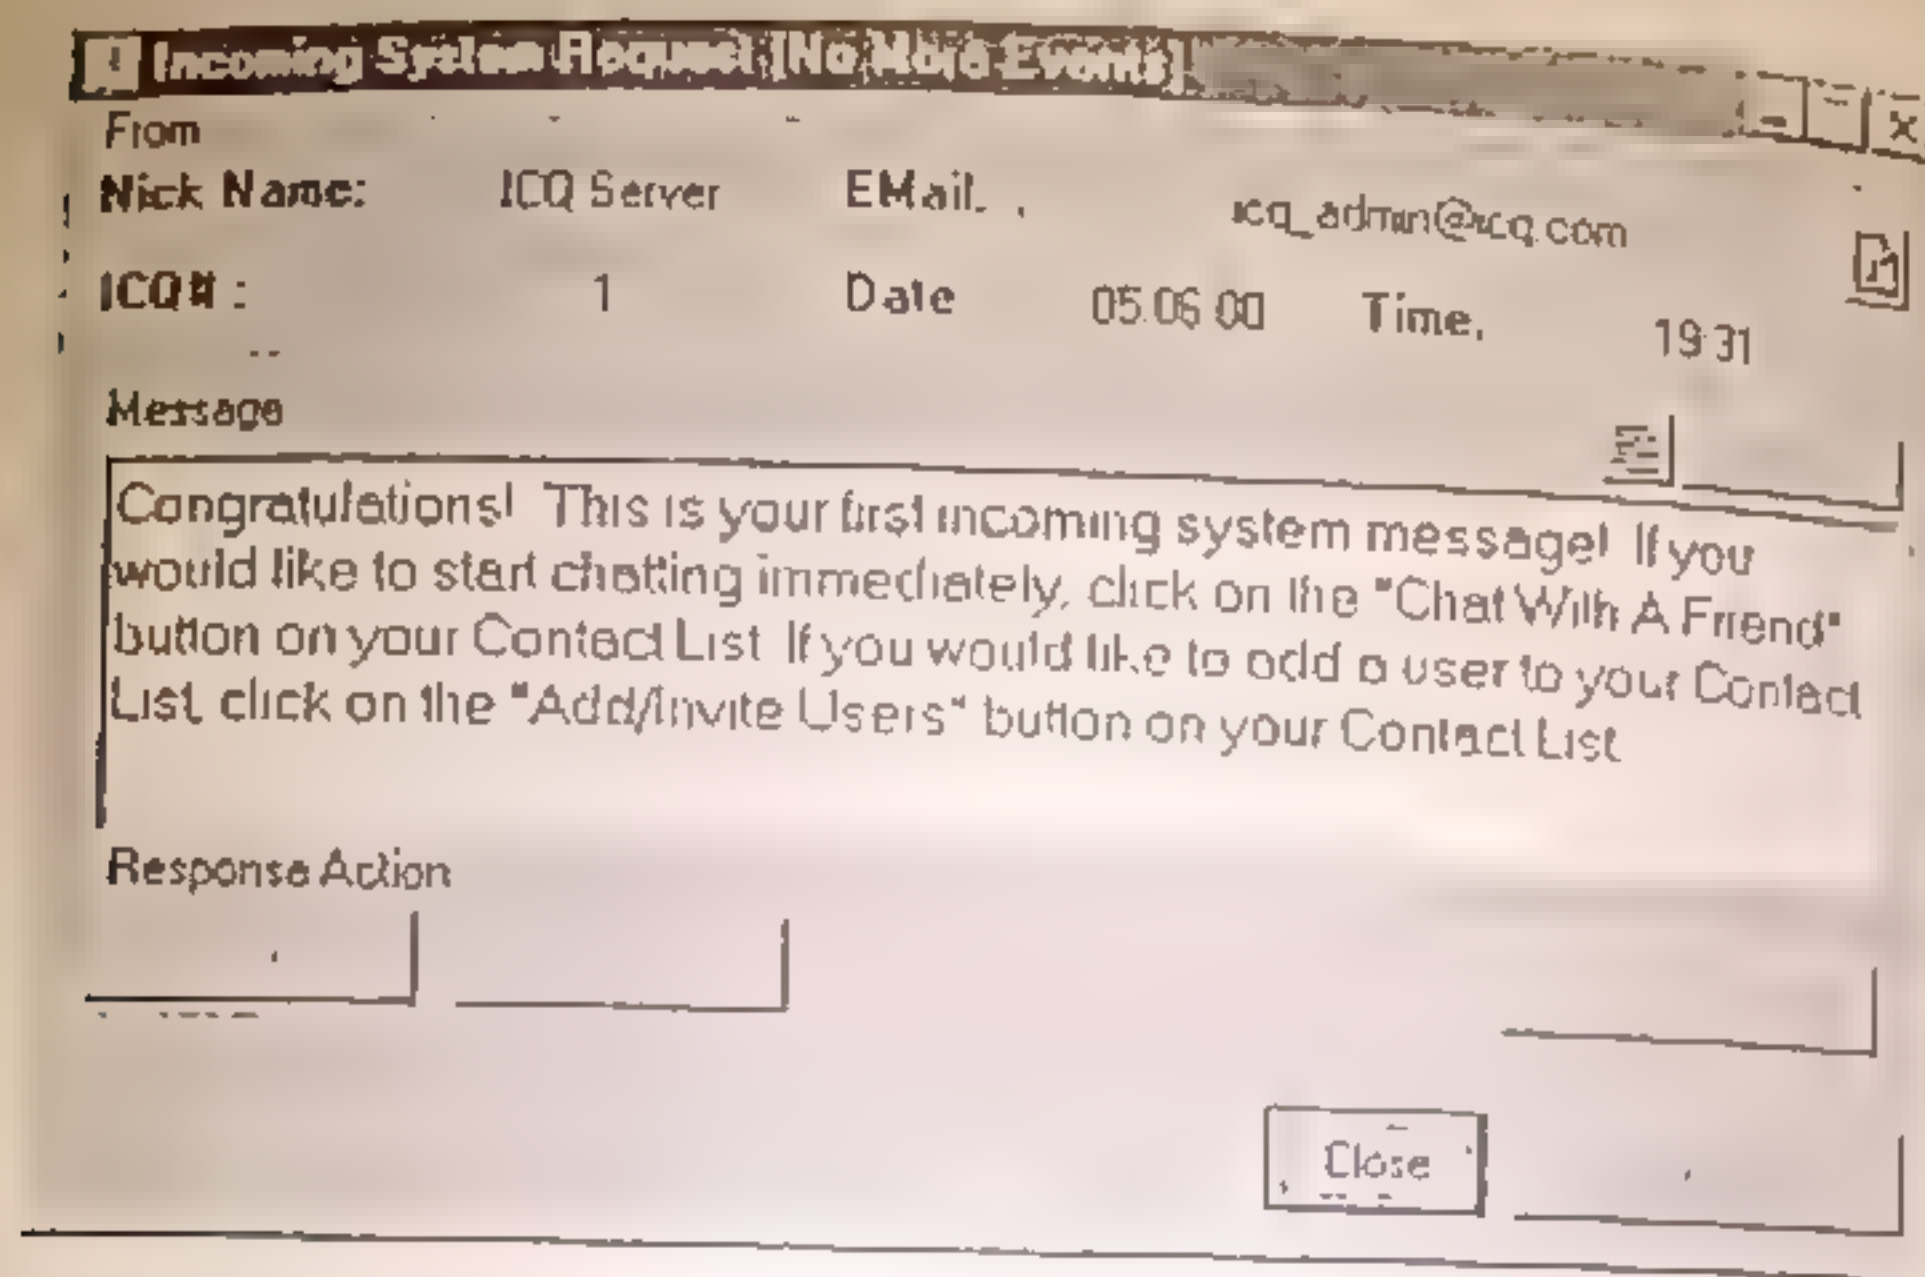 Incoming System Request [No More Events]
From
Nick Name: ICQ Server EMail. icq_admin@icq.com
ICQ# : 1 Date 05.06 00 Time. 19 31
Message
Congratulations! This is your first incoming system message! If you
would like to start chatting immediately, click on the "Chat With A Friend"
button on your Contact List If you would like to add a user to your Contact
List, click on the "Add/Invite Users" button on your Contact List
Response Action
Close